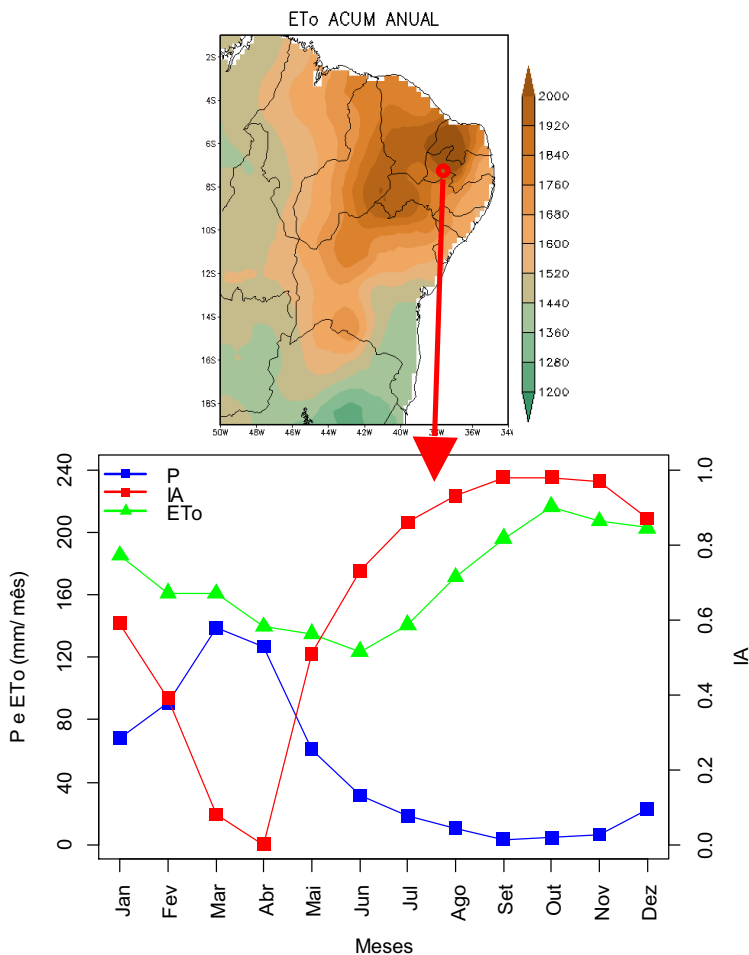 ETo ACUM ANUAL
2S
4S
6S
8S
10S
12S
14S
16S
18S
50W 48W 46W 44W 42W 40W 38W 36W 34W
2000
1920
1840
1760
1680
1600
1520
1440
1360
1280
1200
P
IA
ETo
P e ETo (mm/ mês)
240
200
160
120
80
40
0
1.0
0.8
0.6
0.4
0.2
0.0
IA
Jan Fev Mar Abr Mai Jun Jul Ago Set Out Nov Dez
Meses